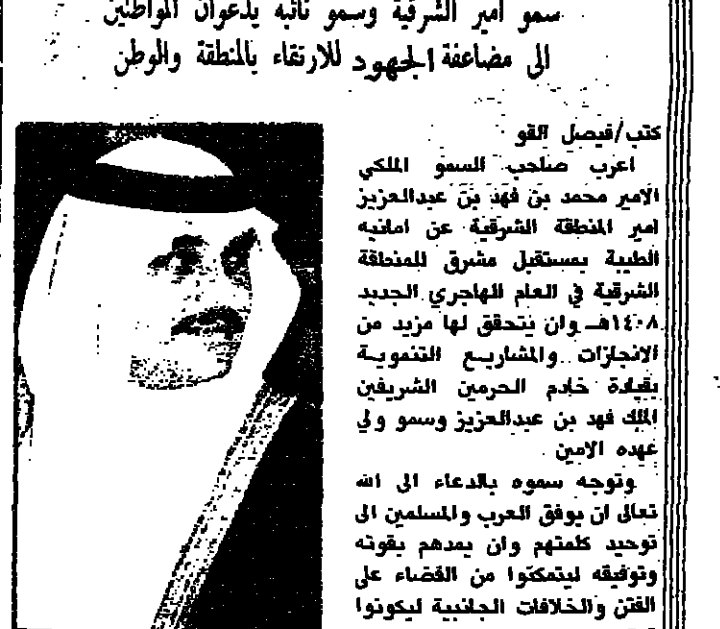 سمو امير الشرقية وسمو نائبه يدعوان المواطنين
الى مضاعفة الجهود للارتقاء بالمنطقة والوطن
كتب/فيصل القو
اعرب صاحب السمو الملكي
الامير محمد بن فهد بن عبدالعزيز
امير المنطقة الشرقية عن امانيه
الطيبة بمستقبل مشرق للمنطقة
الشرقية في العام الهاجري الجديد
١٤٠٨هـ وان يتحقق لها مزيد من
الانجازات والمشاريع التنموية
بقيادة خادم الحرمين الشريفين
الملك فهد بن عبدالعزيز وسمو ولي
عهده الامين
وتوجه سموه بالدعاء الى الله
تعالى ان يوفق العرب والمسلمين الى
توحيد كلمتهم وان يمدهم بقوته
وتوفيقه ليتمكنوا من القضاء على
الفتن والخلافات الجانبية ليكونوا